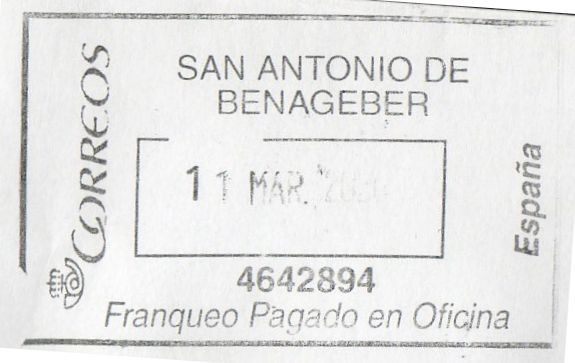 CORREOS
SAN ANTONIO DE
BENAGEBER
11 MAR.
4642894
Franqueo Pagado en Oficina
España